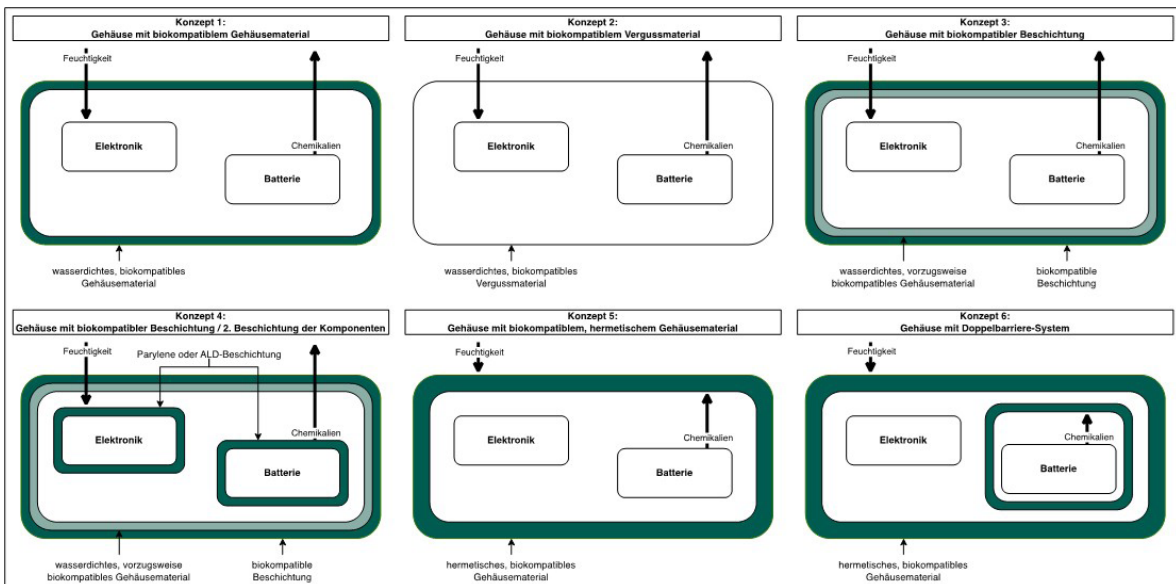 Konzept 1:
Gehäuse mit biokompatiblem Gehäusematerial
Feuchtigkeit
Elektronik
Chemikalien
Batterie
wasserdichtes, biokompatibles
Gehäusematerial
Konzept 2:
Gehäuse mit biokompatiblem Vergussmaterial
Feuchtigkeit
Elektronik
Chemikalien
Batterie
wasserdichtes, biokompatibles
Vergussmaterial
Konzept 3:
Gehäuse mit biokompatibler Beschichtung
Feuchtigkeit
Elektronik
Chemikalien
Batterie
wasserdichtes, vorzugsweise
biokompatibles Gehäusematerial
biokompatible
Beschichtung
Konzept 4:
Gehäuse mit biokompatibler Beschichtung / 2. Beschichtung der Komponenten
Feuchtigkeit
Parylene oder ALD-Beschichtung
Elektronik
Chemikalien
Batterie
wasserdichtes, vorzugsweise
biokompatibles Gehäusematerial
biokompatible
Beschichtung
Konzept 5:
Gehäuse mit biokompatiblem, hermetischem Gehäusematerial
Feuchtigkeit
Elektronik
Chemikalien
Batterie
hermetisches, biokompatibles
Gehäusematerial
Konzept 6:
Gehäuse mit Doppelbarriere-System
Feuchtigkeit
Elektronik
Chemikalien
Batterie
hermetisches, biokompatibles
Gehäusematerial